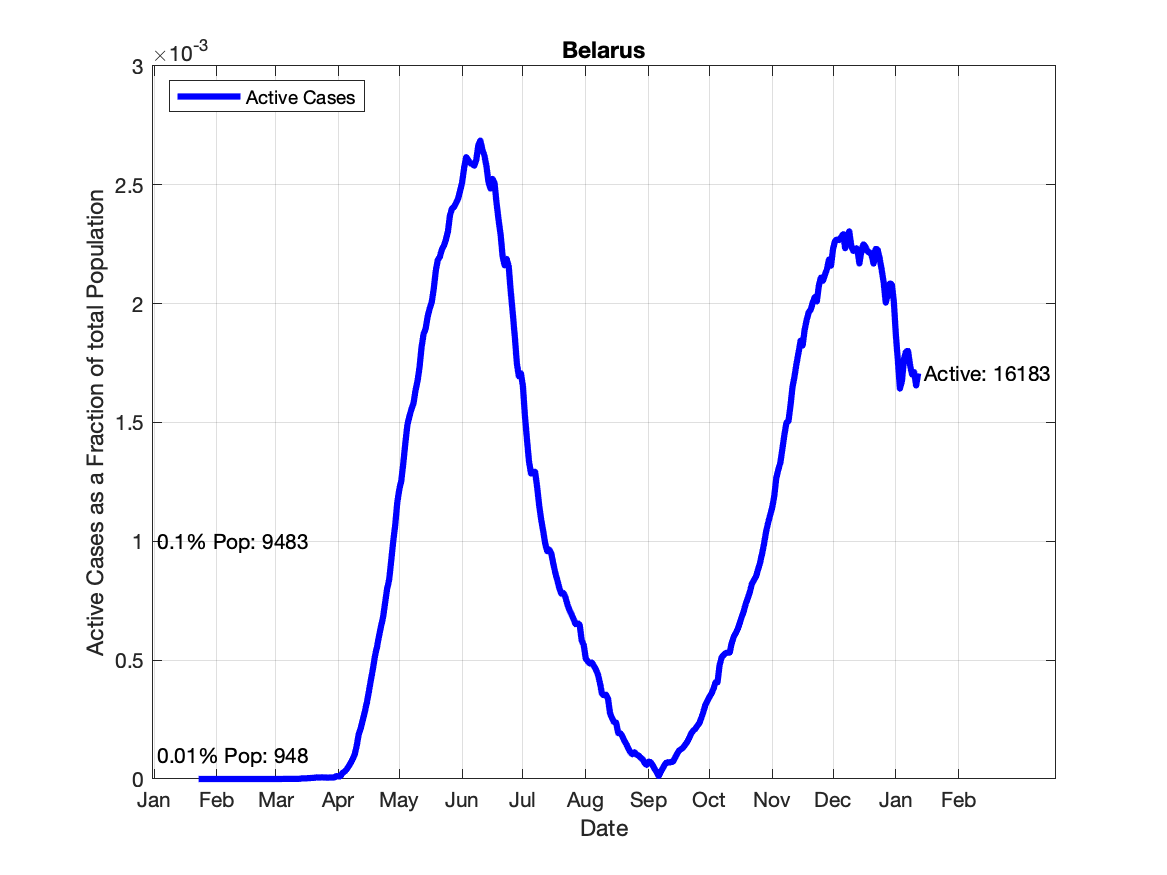 Belarus
×10-3
Active Cases
3
2.5
2
1.5
1
0.5
0
Active Cases as a Fraction of total Population
Active: 16183
0.1% Pop: 9483
0.01% Pop: 948
Jan Feb Mar Apr May Jun Jul Aug Sep Oct Nov Dec Jan Feb
Date